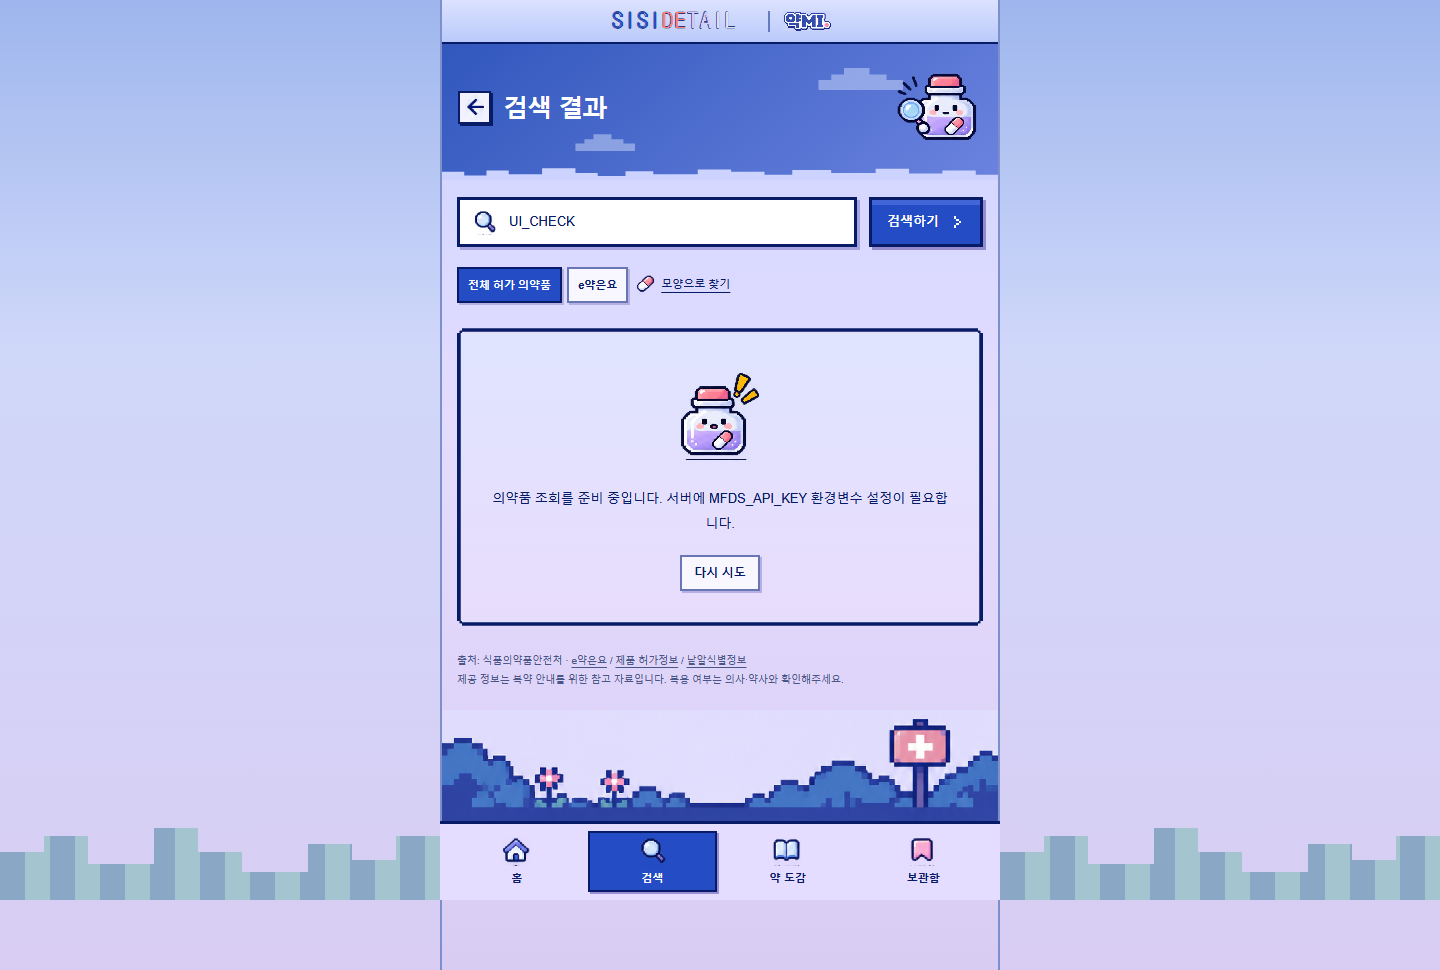 SISIDETAIL
약MI
검색 결과
UI_CHECK
검색하기
전체 허가 의약품
e약은요
모양으로 찾기
의약품 조회를 준비 중입니다. 서버에 MFDS_API_KEY 환경변수 설정이 필요합
니다.
다시 시도
출처: 식품의약품안전처 · e약은요 / 제품 허가정보 / 낱알식별정보
제공 정보는 복약 안내를 위한 참고 자료입니다. 복용 여부는 의사·약사와 확인해주세요.
홈
검색
약 도감
보관함